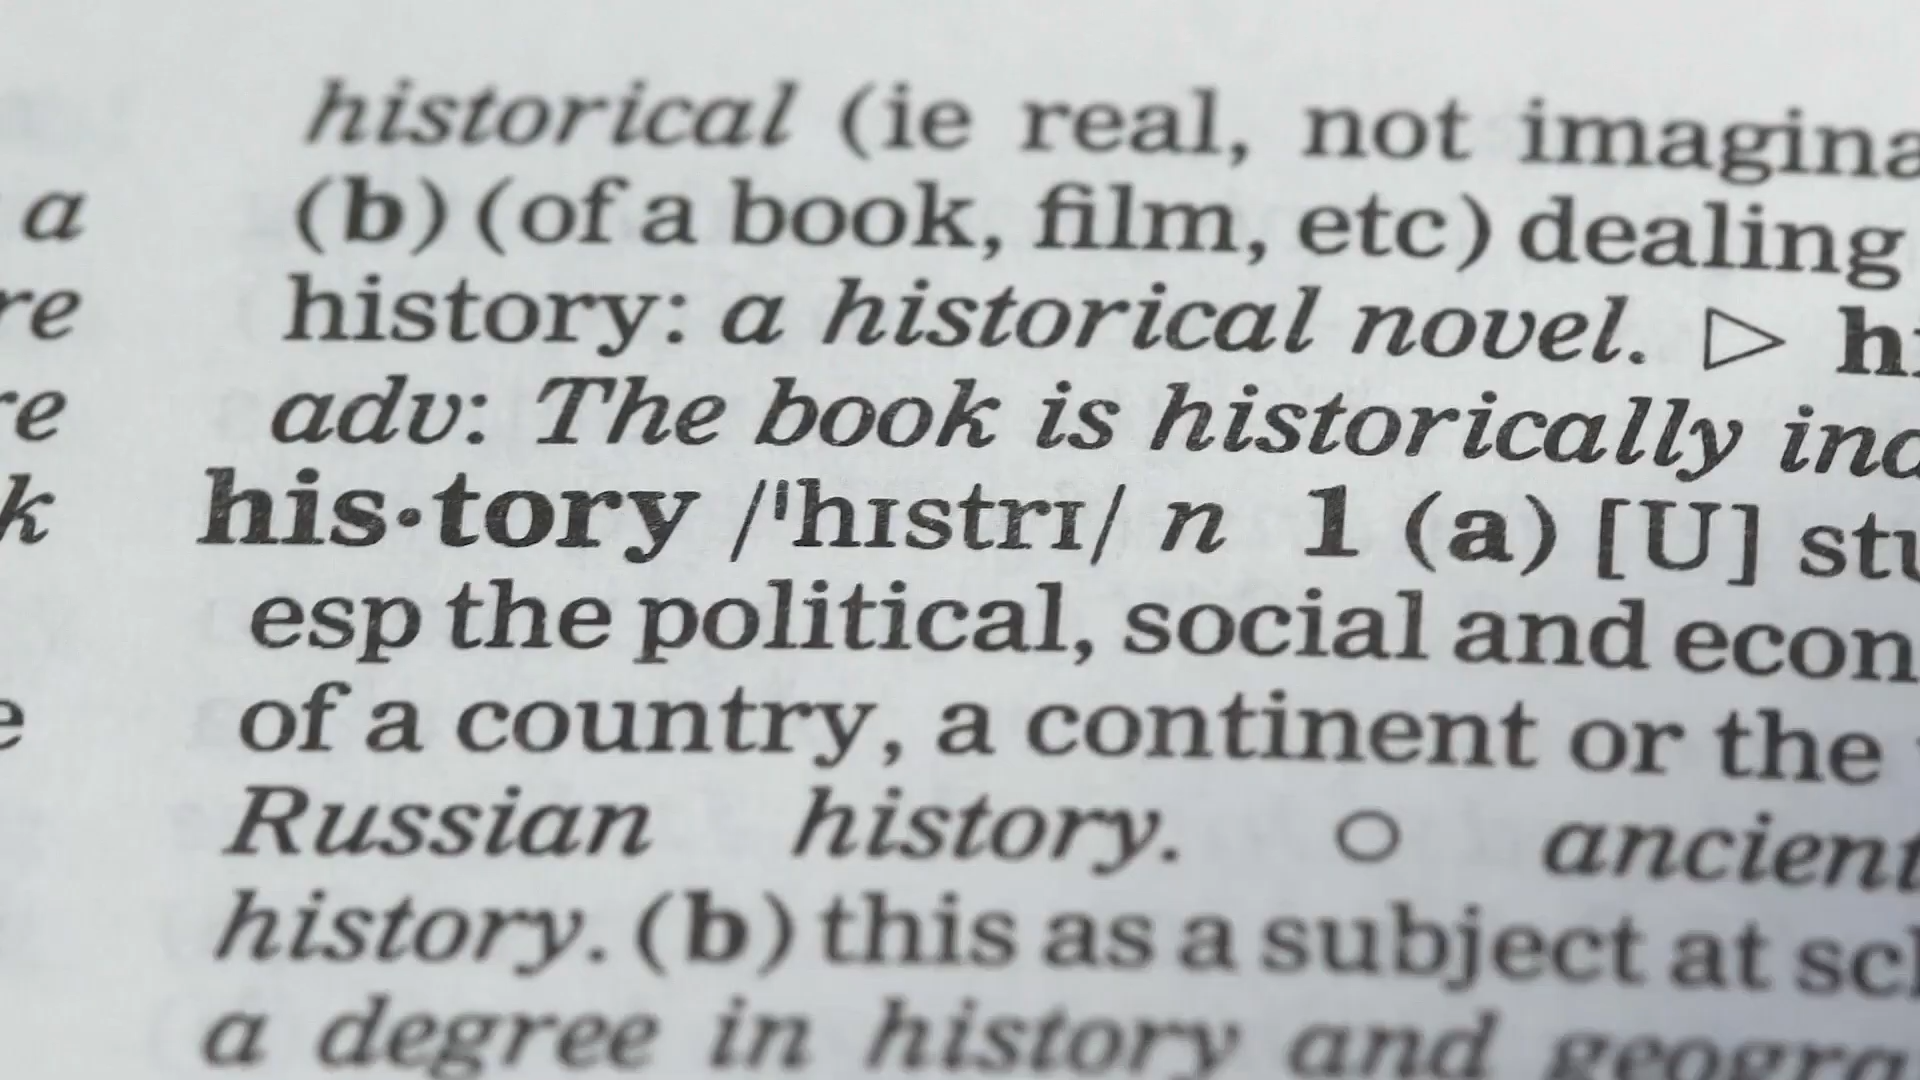 historical (ie real, not
(b) (of a book, film, etc) dealing
history: a historical novel. ▷
adv: The book is historically
his·tory /ˈhɪstrɪ/ n 1 (a) [U]
esp the political, social and
of a country, a continent or the
Russian history. ○ ancient
history. (b) this as a subject at
a degree in history and